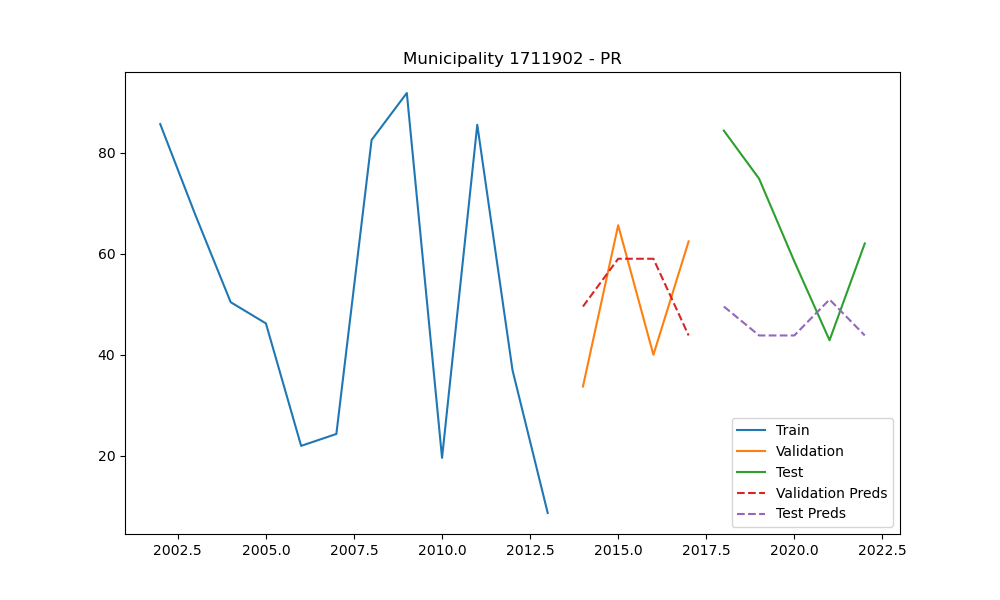 Municipality 1711902 - PR
80
60
40
20
2002.5 2005.0 2007.5 2010.0 2012.5 2015.0 2017.5 2020.0 2022.5
Train
Validation
Test
Validation Preds
Test Preds